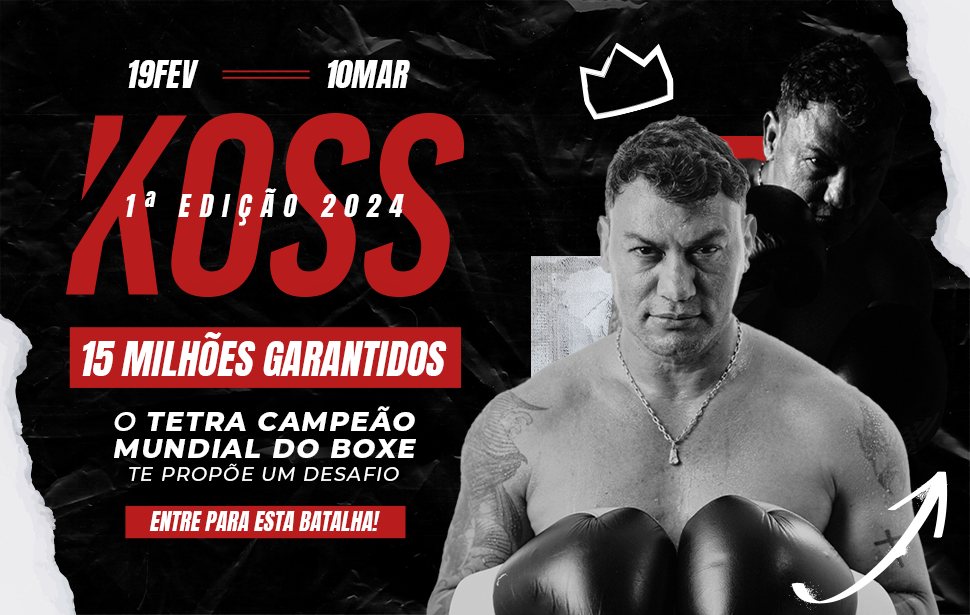 19FEV 10MAR
KOSS
1ª EDIÇÃO 2024
15 MILHÕES GARANTIDOS
O TETRA CAMPEÃO
MUNDIAL DO BOXE
TE PROPÕE UM DESAFIO
ENTRE PARA ESTA BATALHA!